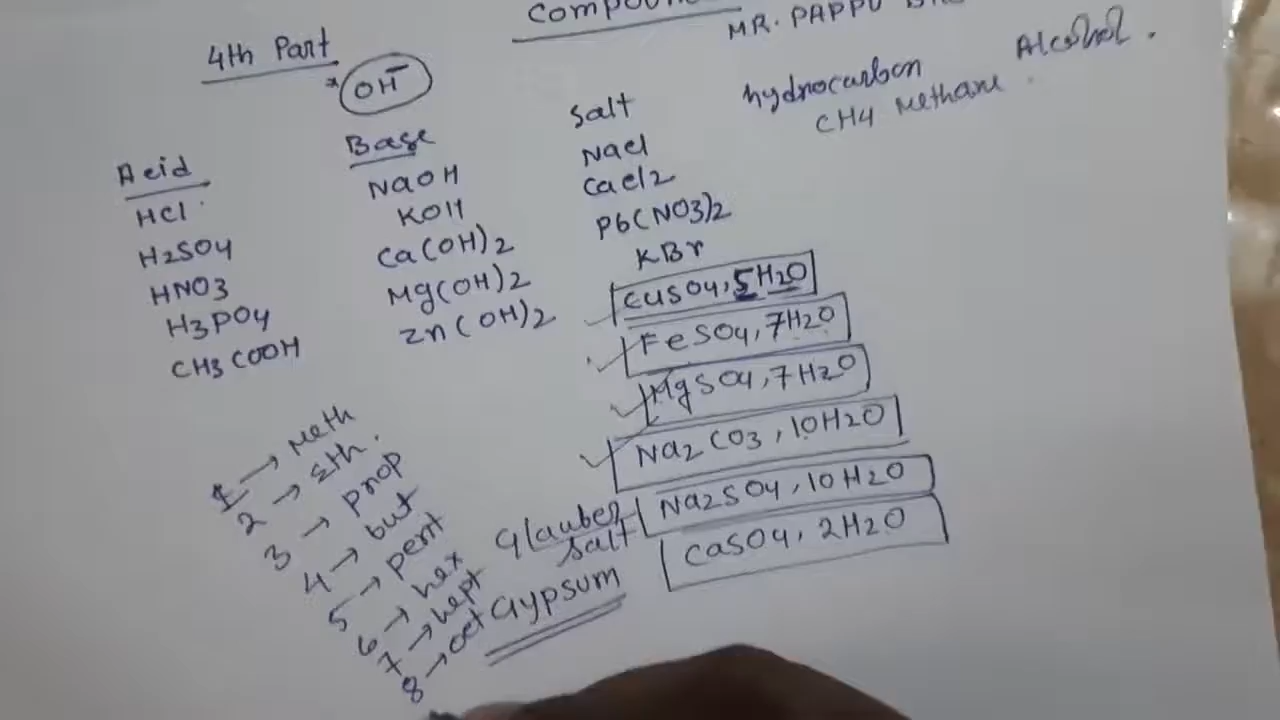 4th Part
MR. PAPPU
OH⁻
Acid
HCl
H2SO4
HNO3
H3PO4
CH3COOH
Base
NaOH
KOH
Ca(OH)2
Mg(OH)2
Zn(OH)2
Salt
NaCl
CaCl2
Pb(NO3)2
KBr
CuSO4, 5H2O
FeSO4, 7H2O
MgSO4, 7H2O
Na2CO3, 10H2O
Glauber Salt Na2SO4, 10H2O
Gypsum CaSO4, 2H2O
hydrocarbon
CH4 Methane
Alcohol.
1 → Meth
2 → Eth.
3 → prop
4 → but
5 → pent
6 → hex
7 → hept
8 → oct